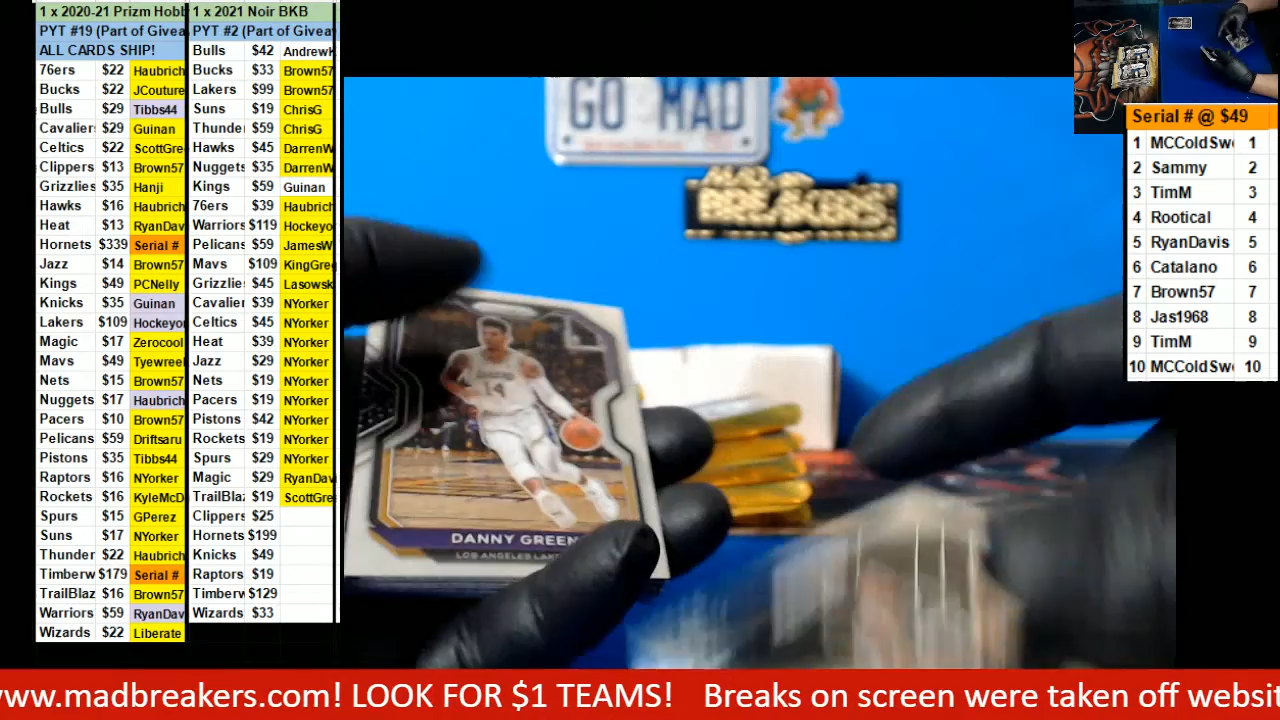 1 x 2020-21 Prizm Hobb
PYT #19 (Part of Givea
ALL CARDS SHIP!
76ers $22 Haubrich
Bucks $22 JCouture
Bulls $29 Tibbs44
Cavaliers $29 Guinan
Celtics $22 ScottGre
Clippers $13 Brown57
Grizzlies $35 Hanji
Hawks $16 Haubrich
Heat $13 RyanDav
Hornets $339 Serial #
Jazz $14 Brown57
Kings $49 PCNelly
Knicks $35 Guinan
Lakers $109 Hockeyo
Magic $17 Zerocool
Mavs $49 Tyewree
Nets $15 Brown57
Nuggets $17 Haubrich
Pacers $10 Brown57
Pelicans $59 Driftsaru
Pistons $35 Tibbs44
Raptors $16 NYorker
Rockets $16 KyleMcD
Spurs $15 GPerez
Suns $17 NYorker
Thunder $22 Haubrich
Timberw $179 Serial #
TrailBlaz $16 Brown57
Warriors $59 RyanDav
Wizards $22 Liberate
1 x 2021 Noir BKB
PYT #2 (Part of Giveav
Bulls $42 AndrewK
Bucks $33 Brown57
Lakers $99 Brown57
Suns $19 ChrisG
Thunder $59 ChrisG
Hawks $45 DarrenW
Nuggets $35 DarrenW
Kings $59 Guinan
76ers $39 Haubrich
Warriors $119 Hockeyo
Pelicans $59 JamesW
Mavs $109 KingGre
Grizzlies $45 Lasowsk
Cavalier $39 NYorker
Celtics $45 NYorker
Heat $39 NYorker
Jazz $29 NYorker
Nets $19 NYorker
Pacers $19 NYorker
Pistons $42 NYorker
Rockets $19 NYorker
Spurs $29 NYorker
Magic $29 RyanDa
TrailBlaz $19 ScottGre
Clippers $25
Hornets $199
Knicks $49
Raptors $19
Timberw $129
Wizards $33
GO MAD
BREAKERS
14
DANNY GREEN
LOS ANGELES LAK
Serial # @ $49
1 MCColdSw 1
2 Sammy 2
3 TimM 3
4 Rootical 4
5 RyanDavis 5
6 Catalano 6
7 Brown57 7
8 Jas1968 8
9 TimM 9
10 MCColdSw 10
www.madbreakers.com! LOOK FOR $1 TEAMS! Breaks on screen were taken off websit